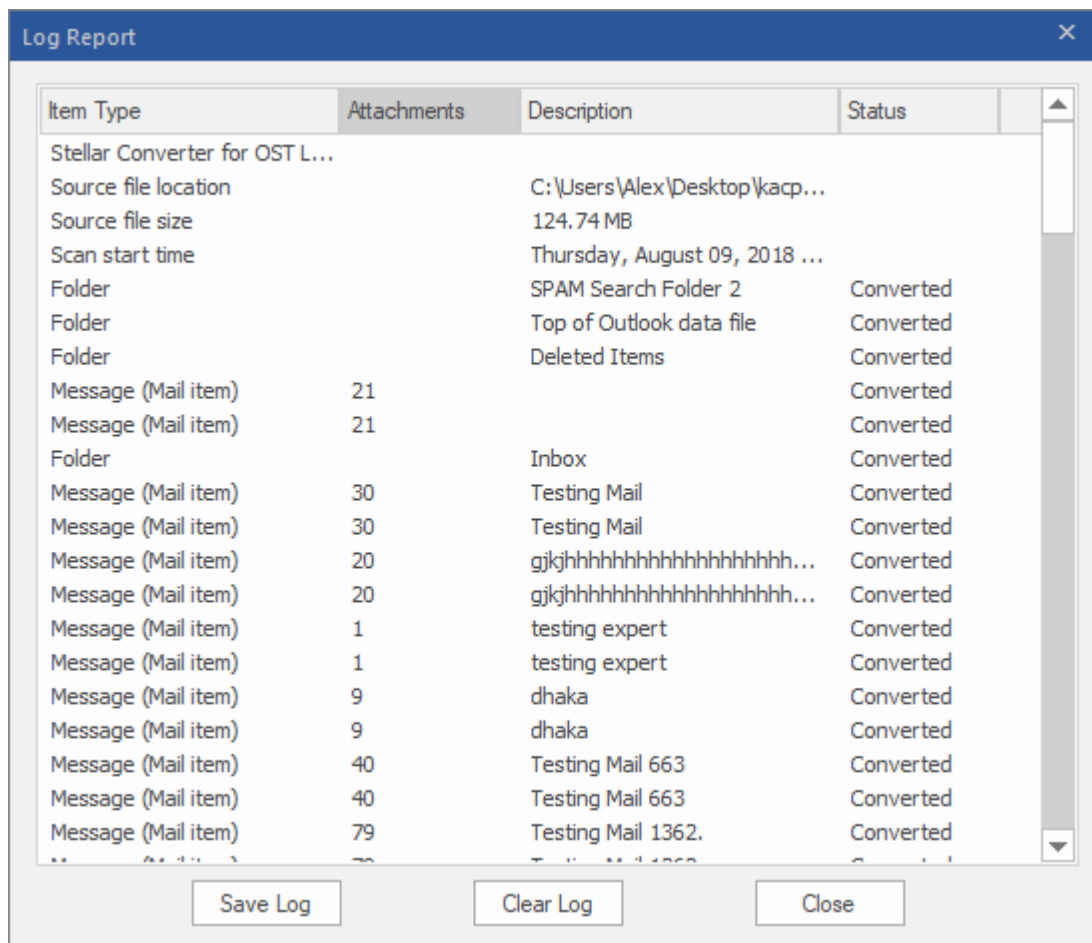 Log Report
Item Type Attachments Description Status
Stellar Converter for OST L...
Source file location C:\Users\Alex\Desktop\kacp...
Source file size 124.74 MB
Scan start time Thursday, August 09, 2018 ...
Folder SPAM Search Folder 2 Converted
Folder Top of Outlook data file Converted
Folder Deleted Items Converted
Message (Mail item) 21 Converted
Message (Mail item) 21 Converted
Folder Inbox Converted
Message (Mail item) 30 Testing Mail Converted
Message (Mail item) 30 Testing Mail Converted
Message (Mail item) 20 gjkjhhhhhhhhhhhhhhhhhhh... Converted
Message (Mail item) 20 gjkjhhhhhhhhhhhhhhhhhhh... Converted
Message (Mail item) 1 testing expert Converted
Message (Mail item) 1 testing expert Converted
Message (Mail item) 9 dhaka Converted
Message (Mail item) 9 dhaka Converted
Message (Mail item) 40 Testing Mail 663 Converted
Message (Mail item) 40 Testing Mail 663 Converted
Message (Mail item) 79 Testing Mail 1362. Converted
Save Log Clear Log Close